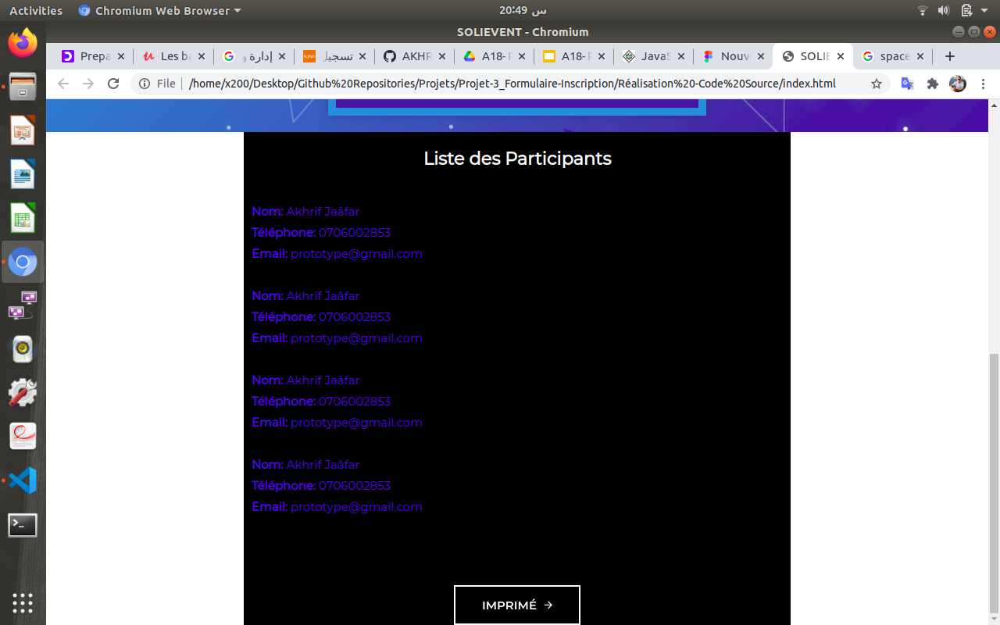 Activities Chromium Web Browser 20:49 س
SOLIEVENT - Chromium
Prepa Les ba إدارة و تسجيل AKHR A18- F A18- F JavaS Nouv SOLIE space
File /home/x200/Desktop/Github%20Repositories/Projets/Projet-3_Formulaire-Inscription/Réalisation%20-Code%20Source/index.html
Liste des Participants
Nom: Akhrif Jaâfar
Téléphone: 0706002853
Email: prototype@gmail.com
Nom: Akhrif Jaâfar
Téléphone: 0706002853
Email: prototype@gmail.com
Nom: Akhrif Jaâfar
Téléphone: 0706002853
Email: prototype@gmail.com
Nom: Akhrif Jaâfar
Téléphone: 0706002853
Email: prototype@gmail.com
IMPRIMÉ →